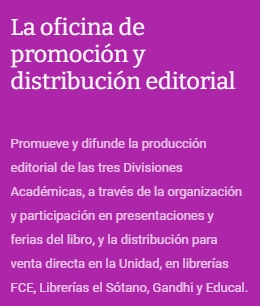 La oficina de
promoción y
distribución editorial
Promueve y difunde la producción
editorial de las tres Divisiones
Académicas, a través de la organización
y participación en presentaciones y
ferias del libro, y la distribución para
venta directa en la Unidad, en librerías
FCE, Librerías el Sótano, Gandhi y Educal.